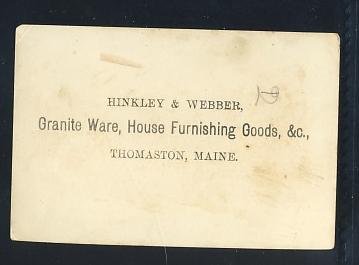 HINKLEY & WEBBER,
Granite Ware, House Furnishing Goods, &c.,
THOMASTON, MAINE.